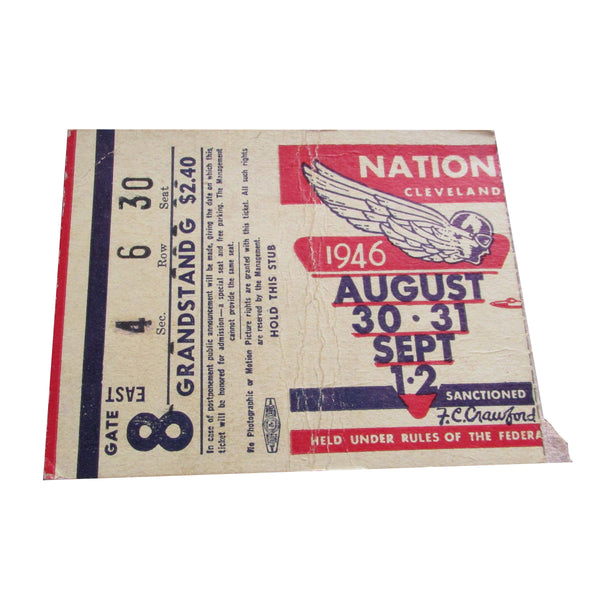 30 Seat
6 Row
4 Sec.
EAST
GATE 8
GRANDSTAND G $2.40
In case of postponement public announcement will be made, giving the date on which this
ticket will be honored for admission—a special seat and free parking. The Management
cannot provide the same seat.
No Photographic or Motion Picture rights are granted with this ticket. All such rights
are reserved by the Management.
HOLD THIS STUB
NATION
CLEVELAND
1946
AUGUST
30 · 31
SEPT
1 · 2
SANCTIONED
F.C. Crawford
HELD UNDER RULES OF THE FEDERA